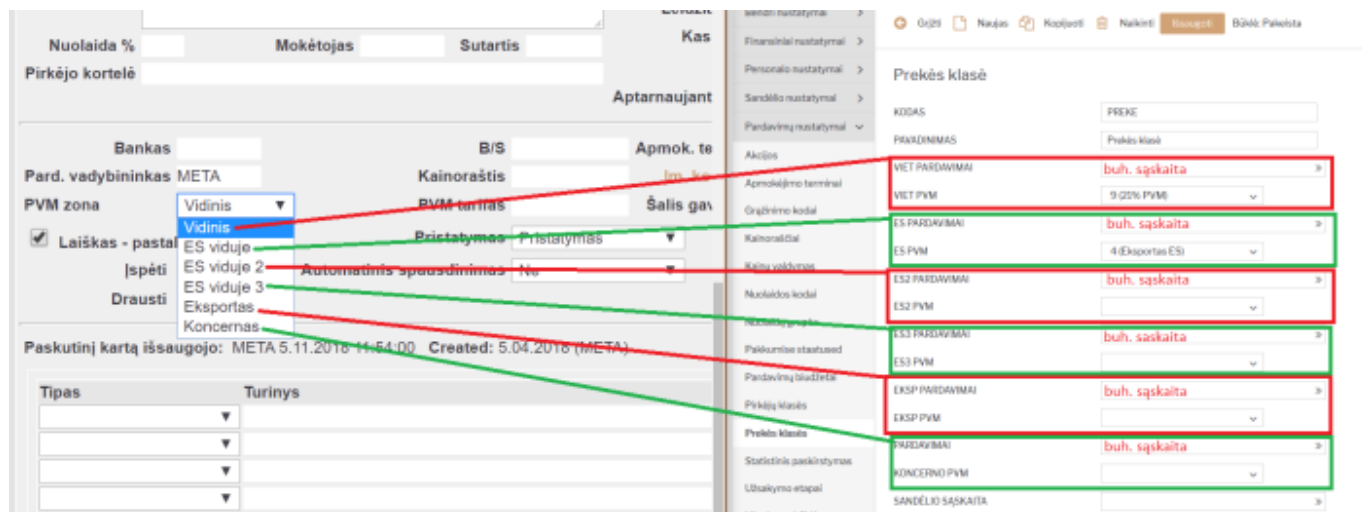 Nuolaida %
Mokėtojas
Sutartis
Kas
Pirkėjo kortelė
Aptarnaujant
Bankas
B/S
Apmok. te
Pard. vadybininkas META
Kainoraštis
PVM zona
Vidinis
PVM tarifas
Šalis gav
Vidinis
ES viduje
ES viduje 2
ES viduje 3
Eksportas
Koncernas
Laiškas - pastal
Pristatymas
Pristatymas
Įspėti
Automatinis spausdinimas
Ne
Drausti
Paskutinį kartą išsaugojo: META 5.11.2018 11:54:00 Created: 5.04.2018 (META)
Tipas
Turinys
Finansiniai nustatymai
Personalo nustatymai
Sandėlio nustatymai
Pardavimų nustatymai
Akcijos
Apmokėjimo terminai
Grąžinimo kodai
Kainoraščiai
Kainų valdymas
Nuolaidos kodai
Pakkumise staatused
Pardavimų biudžetai
Pirkėjų klasės
Prekės klasės
Statistinis paskirstymas
Užsakymo etapai
Grįžti
Naujas
Kopijuoti
Naikinti
Išsaugoti
Būklė: Pakeista
Prekės klasė
KODAS
PREKE
PAVADINIMAS
Prekės klasė
VIET PARDAVIMAI
buh. sąskaita
VIET PVM
9 (21% PVM)
ES PARDAVIMAI
buh. sąskaita
ES PVM
4 (Eksportas ES)
ES2 PARDAVIMAI
buh. sąskaita
ES2 PVM
ES3 PARDAVIMAI
buh. saskaita
ES3 PVM
EKSP PARDAVIMAI
buh. sąskaita
EKSP PVM
PARDAVIMAI
buh. sąskaita
KONCERNO PVM
SANDĖLIO SĄSKAITA